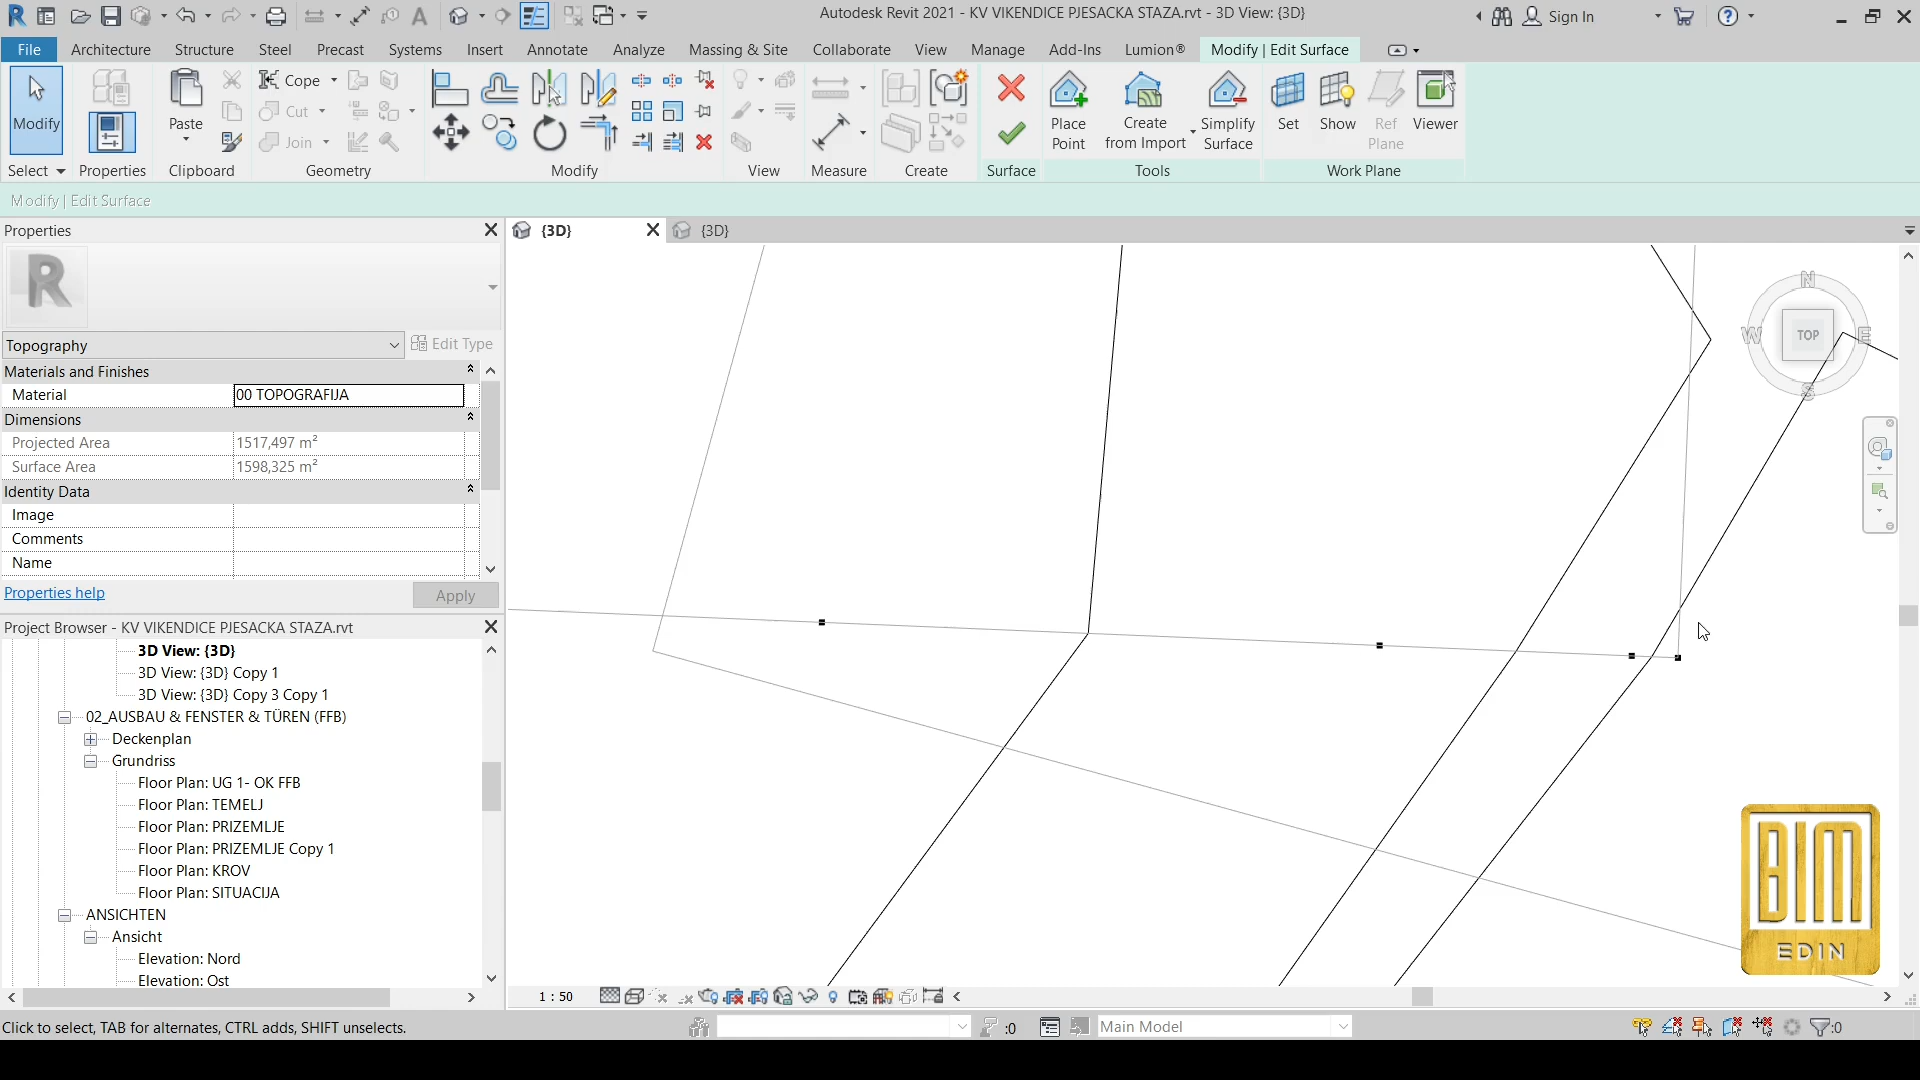 Autodesk Revit 2021 - KV VIKENDICE PJESACKA STAZA.rvt - 3D View: {3D}
Sign In
File Architecture Structure Steel Precast Systems Insert Annotate Analyze Massing & Site Collaborate View Manage Add-Ins Lumion® Modify | Edit Surface
Modify
Paste
Cope
Cut
Join
Place Point
Create from Import
Simplify Surface
Set
Show
Ref Plane
Viewer
Select Properties Clipboard Geometry Modify View Measure Create Surface Tools Work Plane
Modify | Edit Surface
Properties
R
Topography
Edit Type
Materials and Finishes
Material 00 TOPOGRAFIJA
Dimensions
Projected Area 1517,497 m²
Surface Area 1598,325 m²
Identity Data
Image
Comments
Name
Properties help
Apply
Project Browser - KV VIKENDICE PJESACKA STAZA.rvt
3D View: {3D}
3D View: {3D} Copy 1
3D View: {3D} Copy 3 Copy 1
02_AUSBAU & FENSTER & TÜREN (FFB)
Deckenplan
Grundriss
Floor Plan: UG 1- OK FFB
Floor Plan: TEMELJ
Floor Plan: PRIZEMLJE
Floor Plan: PRIZEMLJE Copy 1
Floor Plan: KROV
Floor Plan: SITUACIJA
ANSICHTEN
Ansicht
Elevation: Nord
Elevation: Ost
{3D}
{3D}
N
W
TOP
E
S
BIM
EDIN
1 : 50
Click to select, TAB for alternates, CTRL adds, SHIFT unselects.
:0
Main Model
:0